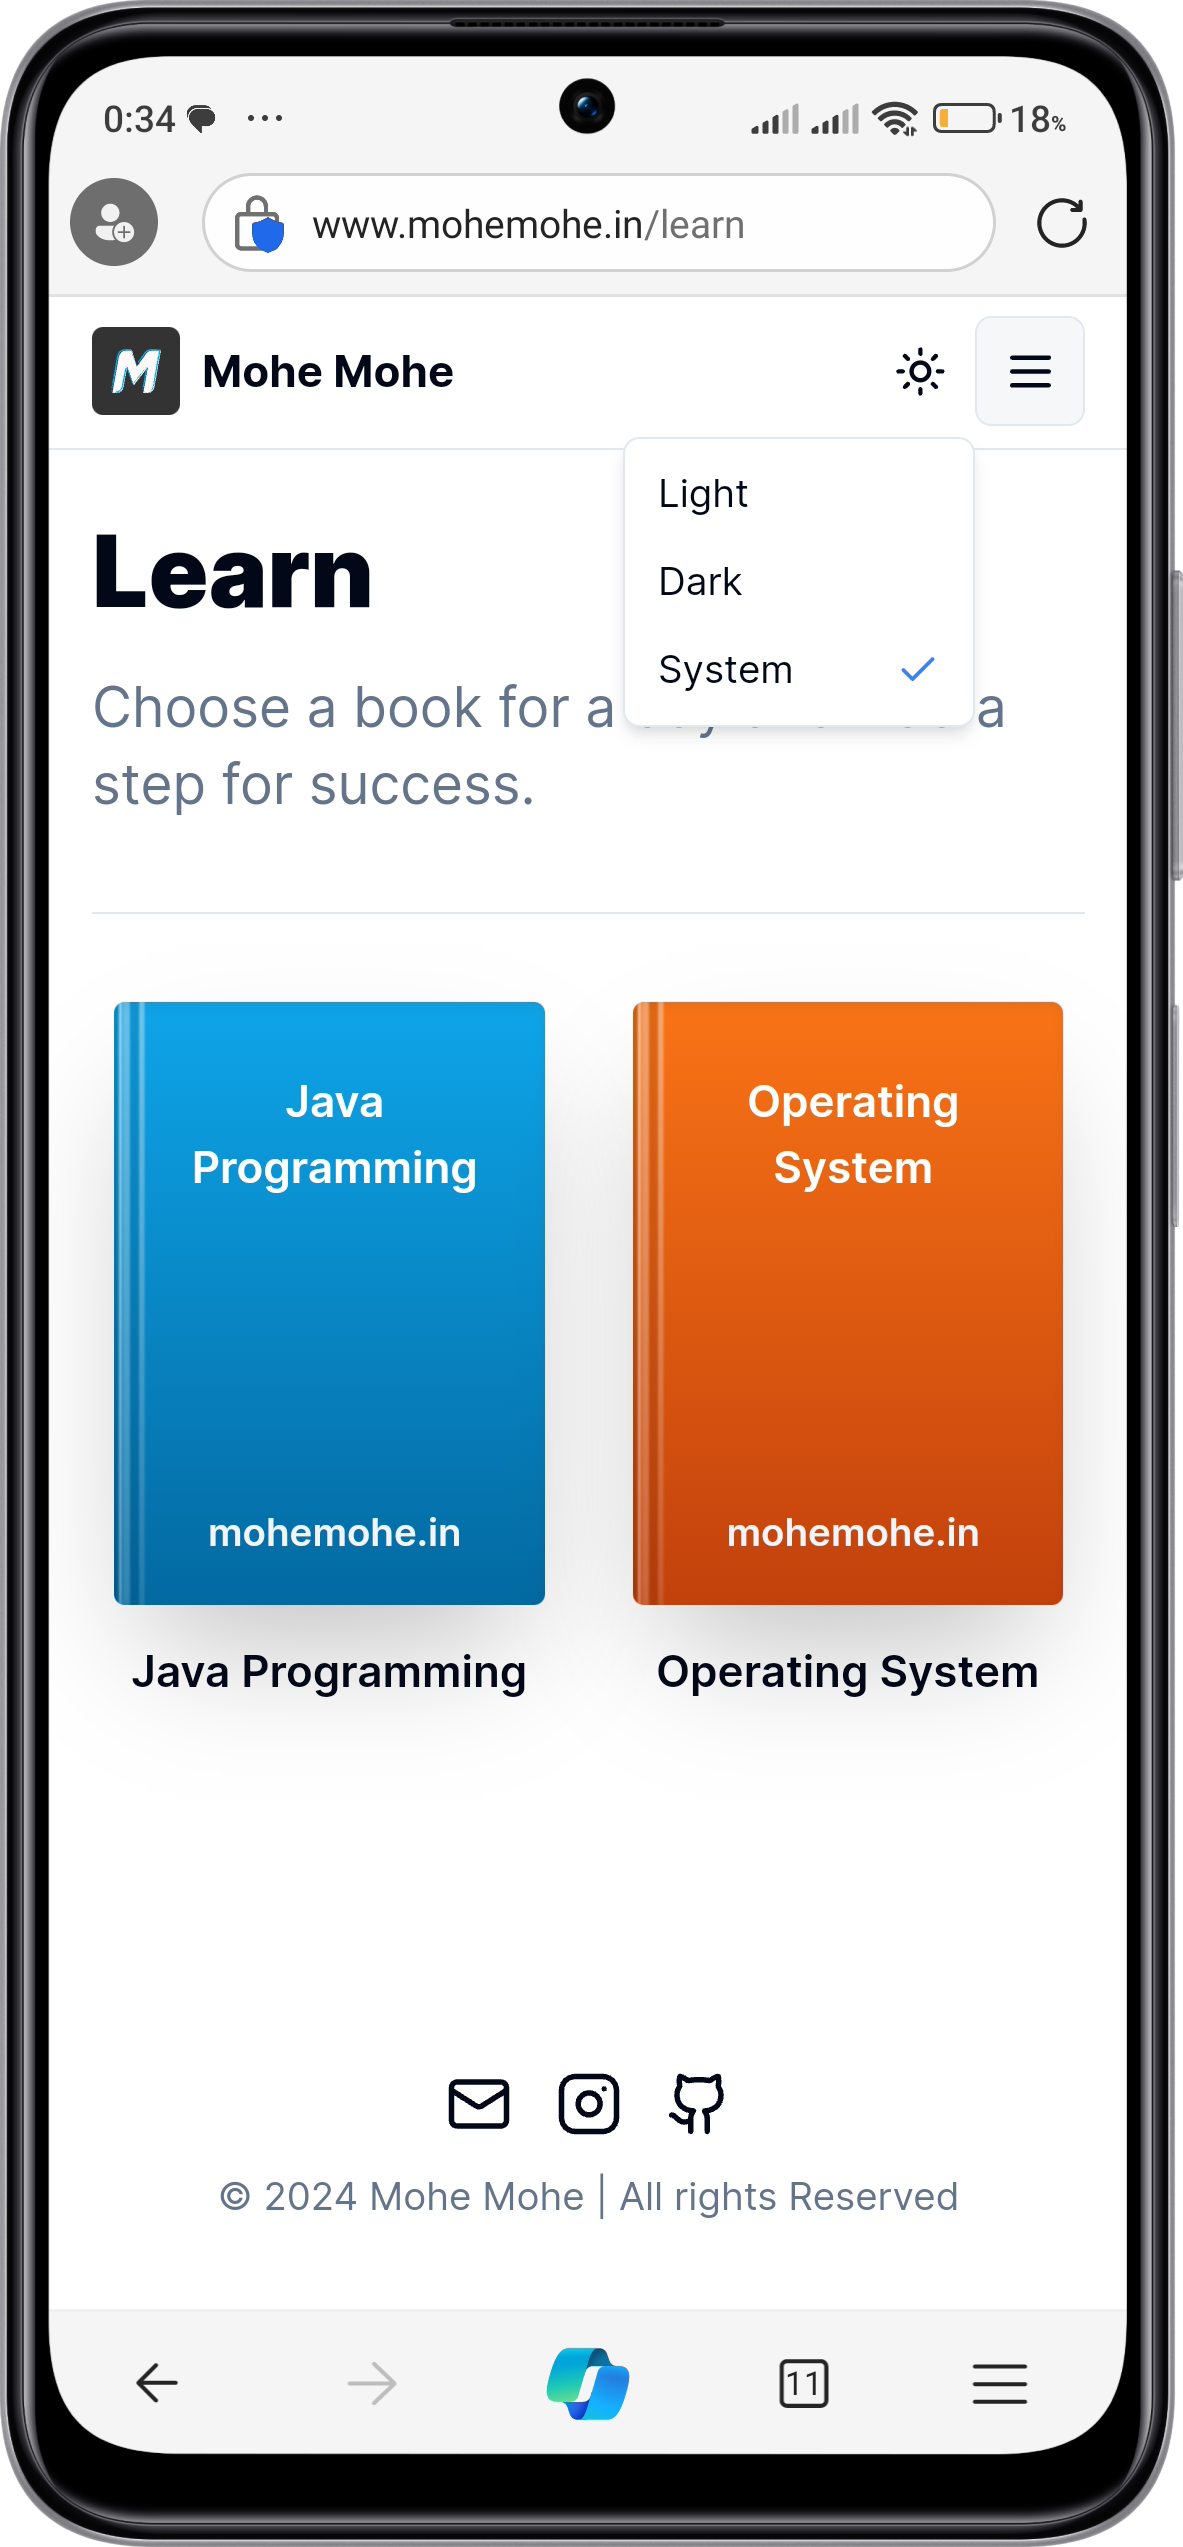 0:34
18%
www.mohemohe.in/learn
M
Mohe Mohe
Light
Dark
System
Learn
Choose a book for a a
step for success.
Java
Programming
mohemohe.in
Operating
System
mohemohe.in
Java Programming
Operating System
© 2024 Mohe Mohe | All rights Reserved
11